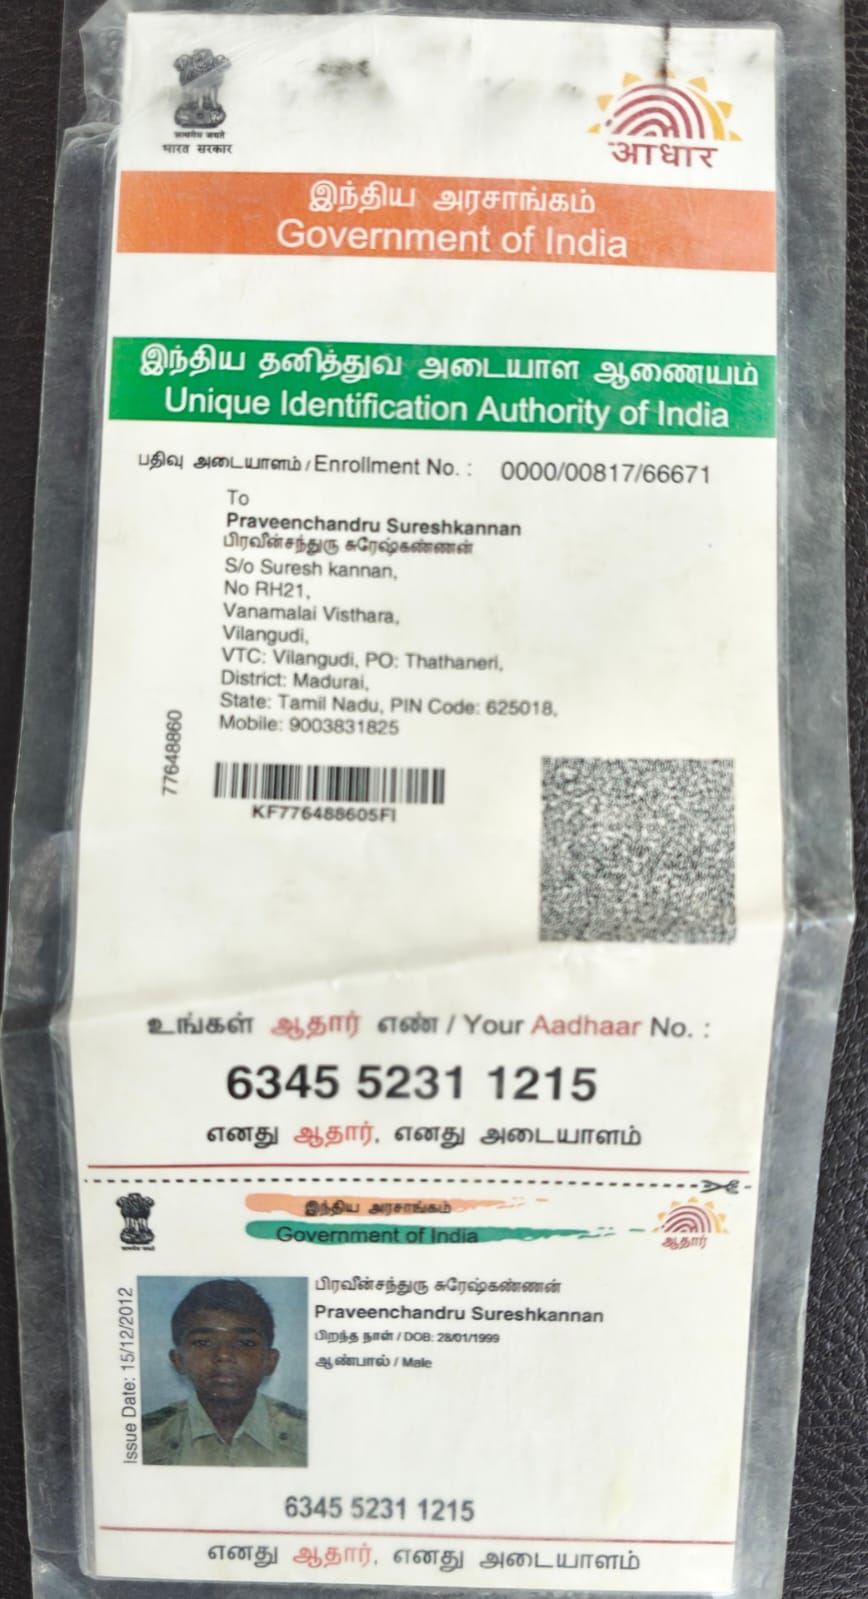 सत्यमेव जयते
भारत सरकार
आधार
இந்திய அரசாங்கம்
Government of India
இந்திய தனித்துவ அடையாள ஆணையம்
Unique Identification Authority of India
பதிவு அடையாளம் / Enrollment No. : 0000/00817/66671
To
Praveenchandru Sureshkannan
பிரவீன்சந்துரு சுரேஷ்கண்ணன்
S/o Suresh kannan,
No RH21,
Vanamalai Visthara,
Vilangudi,
VTC: Vilangudi, PO: Thathaneri,
District: Madurai,
State: Tamil Nadu, PIN Code: 625018,
Mobile: 9003831825
77648860
KF776488605FI
உங்கள் ஆதார் எண் / Your Aadhaar No. :
6345 5231 1215
எனது ஆதார், எனது அடையாளம்
இந்திய அரசாங்கம்
Government of India
ஆதார்
Issue Date: 15/12/2012
பிரவீன்சந்துரு சுரேஷ்கண்ணன்
Praveenchandru Sureshkannan
பிறந்த நாள் / DOB: 28/01/1999
ஆண்பால் / Male
6345 5231 1215
எனது ஆதார், எனது அடையாளம்